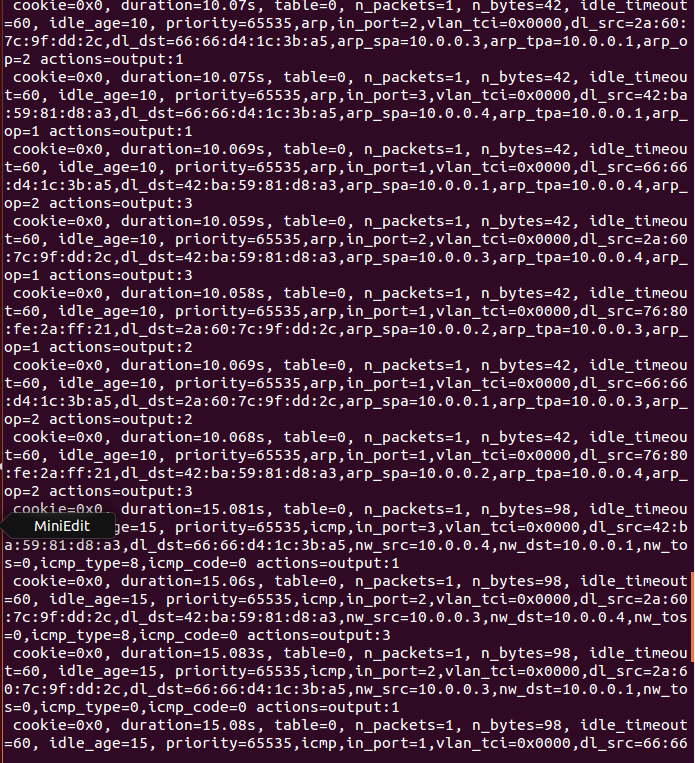 cookie=0x0, duration=10.07s, table=0, n_packets=1, n_bytes=42, idle_timeout
=60, idle_age=10, priority=65535,arp,in_port=2,vlan_tci=0x0000,dl_src=2a:60:
7c:9f:dd:2c,dl_dst=66:66:d4:1c:3b:a5,arp_spa=10.0.0.3,arp_tpa=10.0.0.1,arp_o
p=2 actions=output:1
cookie=0x0, duration=10.075s, table=0, n_packets=1, n_bytes=42, idle_timeou
t=60, idle_age=10, priority=65535,arp,in_port=3,vlan_tci=0x0000,dl_src=42:ba
:59:81:d8:a3,dl_dst=66:66:d4:1c:3b:a5,arp_spa=10.0.0.4,arp_tpa=10.0.0.1,arp_
op=1 actions=output:1
cookie=0x0, duration=10.069s, table=0, n_packets=1, n_bytes=42, idle_timeou
t=60, idle_age=10, priority=65535,arp,in_port=1,vlan_tci=0x0000,dl_src=66:66
:d4:1c:3b:a5,dl_dst=42:ba:59:81:d8:a3,arp_spa=10.0.0.1,arp_tpa=10.0.0.4,arp_
op=2 actions=output:3
cookie=0x0, duration=10.059s, table=0, n_packets=1, n_bytes=42, idle_timeou
t=60, idle_age=10, priority=65535,arp,in_port=2,vlan_tci=0x0000,dl_src=2a:60
:7c:9f:dd:2c,dl_dst=42:ba:59:81:d8:a3,arp_spa=10.0.0.3,arp_tpa=10.0.0.4,arp_
op=1 actions=output:3
cookie=0x0, duration=10.058s, table=0, n_packets=1, n_bytes=42, idle_timeou
t=60, idle_age=10, priority=65535,arp,in_port=1,vlan_tci=0x0000,dl_src=76:80
:fe:2a:ff:21,dl_dst=2a:60:7c:9f:dd:2c,arp_spa=10.0.0.2,arp_tpa=10.0.0.3,arp_
op=1 actions=output:2
cookie=0x0, duration=10.069s, table=0, n_packets=1, n_bytes=42, idle_timeou
t=60, idle_age=10, priority=65535,arp,in_port=1,vlan_tci=0x0000,dl_src=66:66
:d4:1c:3b:a5,dl_dst=2a:60:7c:9f:dd:2c,arp_spa=10.0.0.1,arp_tpa=10.0.0.3,arp_
op=2 actions=output:2
cookie=0x0, duration=10.068s, table=0, n_packets=1, n_bytes=42, idle_timeou
t=60, idle_age=10, priority=65535,arp,in_port=1,vlan_tci=0x0000,dl_src=76:80
:fe:2a:ff:21,dl_dst=42:ba:59:81:d8:a3,arp_spa=10.0.0.2,arp_tpa=10.0.0.4,arp_
op=2 actions=output:3
cookie=0x0, duration=15.081s, table=0, n_packets=1, n_bytes=98, idle_timeou
MiniEdit
ge=15, priority=65535,icmp,in_port=3,vlan_tci=0x0000,dl_src=42:b
a:59:81:d8:a3,dl_dst=66:66:d4:1c:3b:a5,nw_src=10.0.0.4,nw_dst=10.0.0.1,nw_to
s=0,icmp_type=8,icmp_code=0 actions=output:1
cookie=0x0, duration=15.06s, table=0, n_packets=1, n_bytes=98, idle_timeout
=60, idle_age=15, priority=65535,icmp,in_port=2,vlan_tci=0x0000,dl_src=2a:60
:7c:9f:dd:2c,dl_dst=42:ba:59:81:d8:a3,nw_src=10.0.0.3,nw_dst=10.0.0.4,nw_tos
=0,icmp_type=8,icmp_code=0 actions=output:3
cookie=0x0, duration=15.083s, table=0, n_packets=1, n_bytes=98, idle_timeou
t=60, idle_age=15, priority=65535,icmp,in_port=2,vlan_tci=0x0000,dl_src=2a:6
0:7c:9f:dd:2c,dl_dst=66:66:d4:1c:3b:a5,nw_src=10.0.0.3,nw_dst=10.0.0.1,nw_to
s=0,icmp_type=0,icmp_code=0 actions=output:1
cookie=0x0, duration=15.08s, table=0, n_packets=1, n_bytes=98, idle_timeout
=60, idle_age=15, priority=65535,icmp,in_port=1,vlan_tci=0x0000,dl_src=66:66